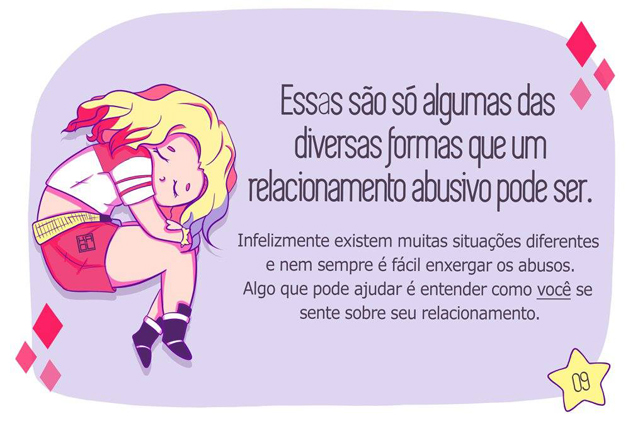 Essas são só algumas das
diversas formas que um
relacionamento abusivo pode ser.
Infelizmente existem muitas situações diferentes
e nem sempre é fácil enxergar os abusos.
Algo que pode ajudar é entender como você se
sente sobre seu relacionamento.
09